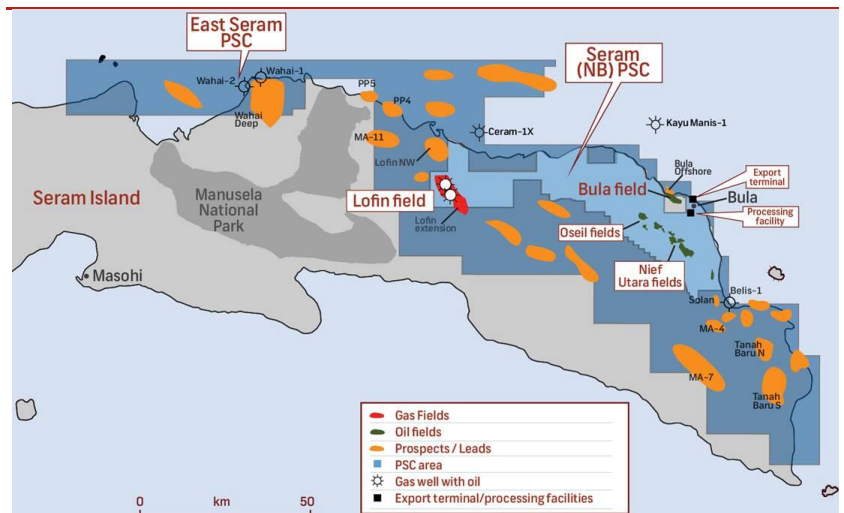 East Seram
PSC
Seram
(NB) PSC
Wahai-2
Wahai-1
Wahai
Deep
PP5
PP4
MA-11
Lofin NW
Ceram-1X
Kayu Manis-1
Bula
Offshore
Export
terminal
Bula field
Bula
Processing
facility
Seram Island
Manusela
National
Park
Lofin field
Lofin
extension
Oseil fields
Nief
Utara fields
Masohi
Solan
Belis-1
MA-4
Tanah
Baru N
MA-7
Tanah
Baru S
Gas Fields
Oil fields
Prospects / Leads
PSC area
Gas well with oil
Export terminal/processing facilities
0 km 50